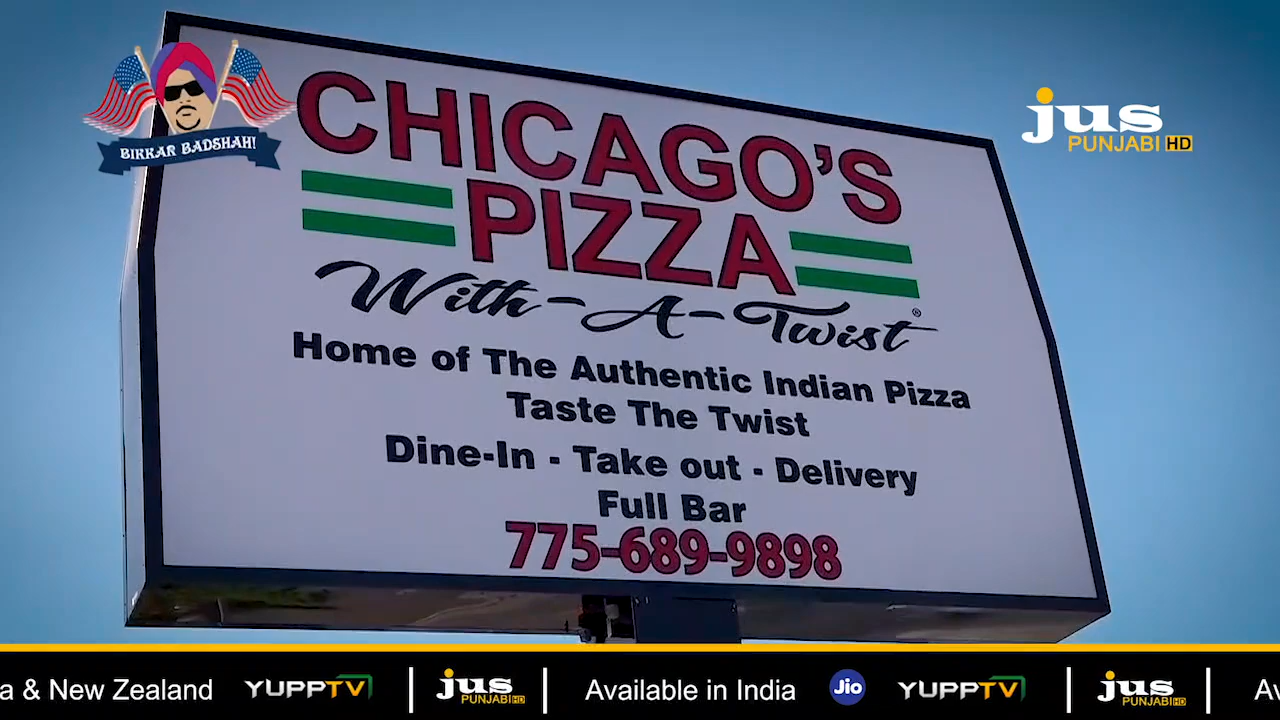 BIKKAR BADSHAH!
jus
PUNJABI HD
CHICAGO'S
PIZZA
With-A-Twist®
Home of The Authentic Indian Pizza
Taste The Twist
Dine-In - Take out - Delivery
Full Bar
775-689-9898
a & New Zealand YUPPTV | jus PUNJABI HD | Available in India Jio YUPPTV | jus PUNJABI HD | Av